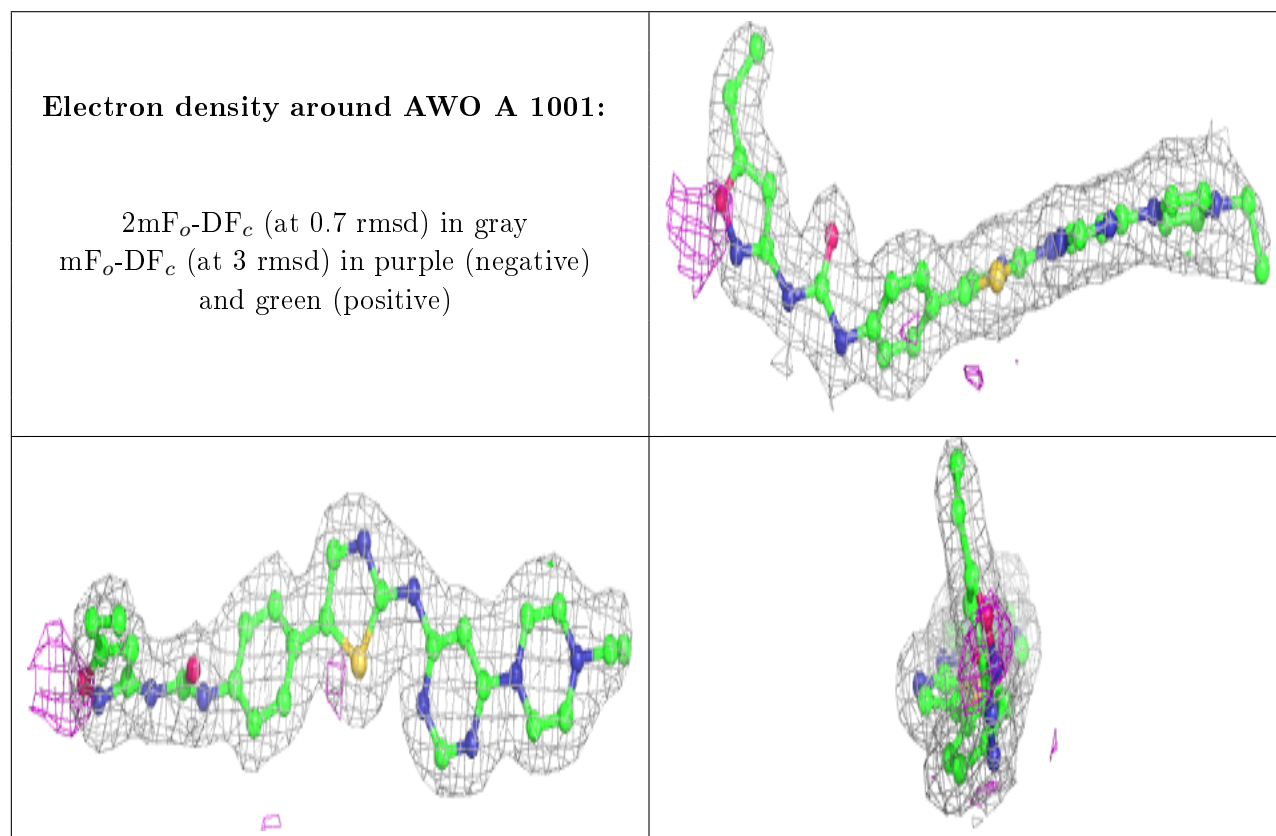 Electron density around AWO A 1001:
2mFo-DFc (at 0.7 rmsd) in gray
mFo-DFc (at 3 rmsd) in purple (negative)
and green (positive)